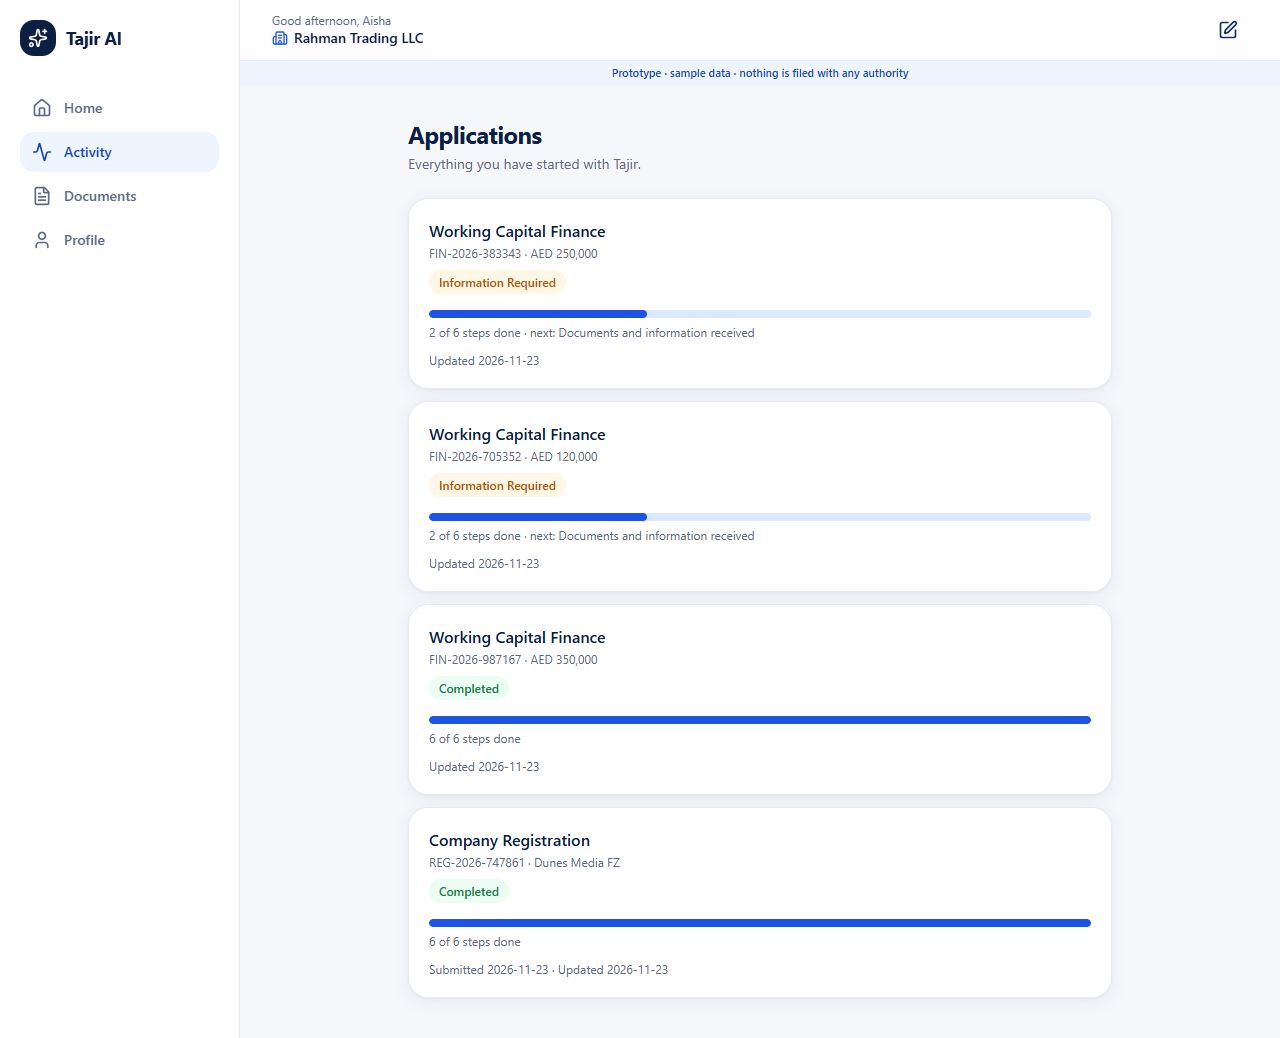 Tajir AI
Home
Activity
Documents
Profile
Good afternoon, Aisha
Rahman Trading LLC
Prototype · sample data · nothing is filed with any authority
Applications
Everything you have started with Tajir.
Working Capital Finance
FIN-2026-383343 · AED 250,000
Information Required
2 of 6 steps done · next: Documents and information received
Updated 2026-11-23
Working Capital Finance
FIN-2026-705352 · AED 120,000
Information Required
2 of 6 steps done · next: Documents and information received
Updated 2026-11-23
Working Capital Finance
FIN-2026-987167 · AED 350,000
Completed
6 of 6 steps done
Updated 2026-11-23
Company Registration
REG-2026-747861 · Dunes Media FZ
Completed
6 of 6 steps done
Submitted 2026-11-23 · Updated 2026-11-23